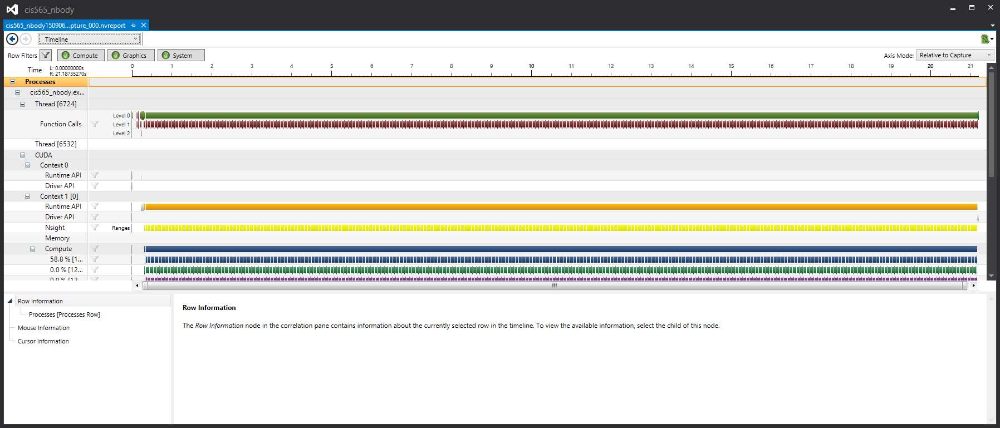 cis565_nbody
cis565_nbody150906...pture_000.nvreport
Timeline
Row Filters Compute Graphics System Axis Mode: Relative to Capture
Time L: 0.00000000s
R: 21.18735270s
0 1 2 3 4 5 6 7 8 9 10 11 12 13 14 15 16 17 18 19 20 21
Processes
cis565_nbody.ex...
Thread [6724]
Level 0
Function Calls Level 1
Level 2
Thread [6532]
CUDA
Context 0
Runtime API
Driver API
Context 1 [0]
Runtime API
Driver API
Nsight Ranges
Memory
Compute
58.8 % [1...
0.0 % [12...
0.0 % [12...
Row Information
Processes [Processes Row]
Mouse Information
Cursor Information
Row Information
The Row Information node in the correlation pane contains information about the currently selected row in the timeline. To view the available information, select the child of this node.